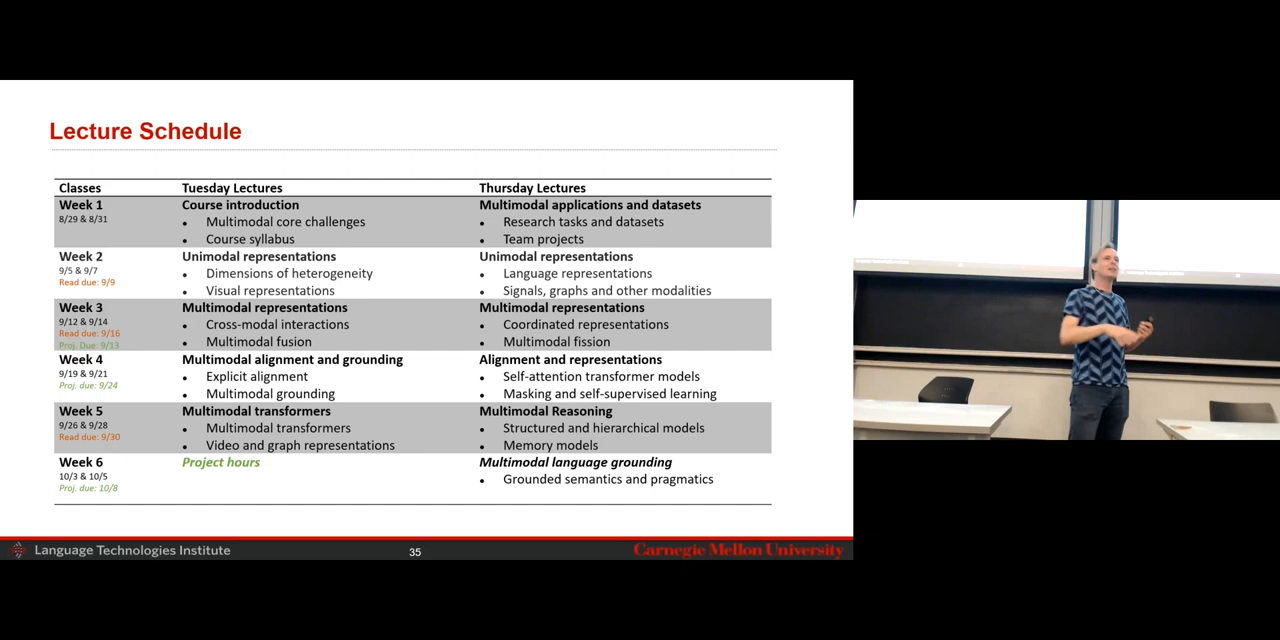 Lecture Schedule
Classes Tuesday Lectures Thursday Lectures
Week 1 Course introduction Multimodal applications and datasets
8/29 & 8/31 • Multimodal core challenges • Research tasks and datasets
• Course syllabus • Team projects
Week 2 Unimodal representations Unimodal representations
9/5 & 9/7 • Dimensions of heterogeneity • Language representations
Read due: 9/9 • Visual representations • Signals, graphs and other modalities
Week 3 Multimodal representations Multimodal representations
9/12 & 9/14 • Cross-modal interactions • Coordinated representations
Read due: 9/16 • Multimodal fusion • Multimodal fission
Proj. Due: 9/13
Week 4 Multimodal alignment and grounding Alignment and representations
9/19 & 9/21 • Explicit alignment • Self-attention transformer models
Proj. due: 9/24 • Multimodal grounding • Masking and self-supervised learning
Week 5 Multimodal transformers Multimodal Reasoning
9/26 & 9/28 • Multimodal transformers • Structured and hierarchical models
Read due: 9/30 • Video and graph representations • Memory models
Week 6 Project hours Multimodal language grounding
10/3 & 10/5 • Grounded semantics and pragmatics
Proj. due: 10/8
Language Technologies Institute 35 Carnegie Mellon University